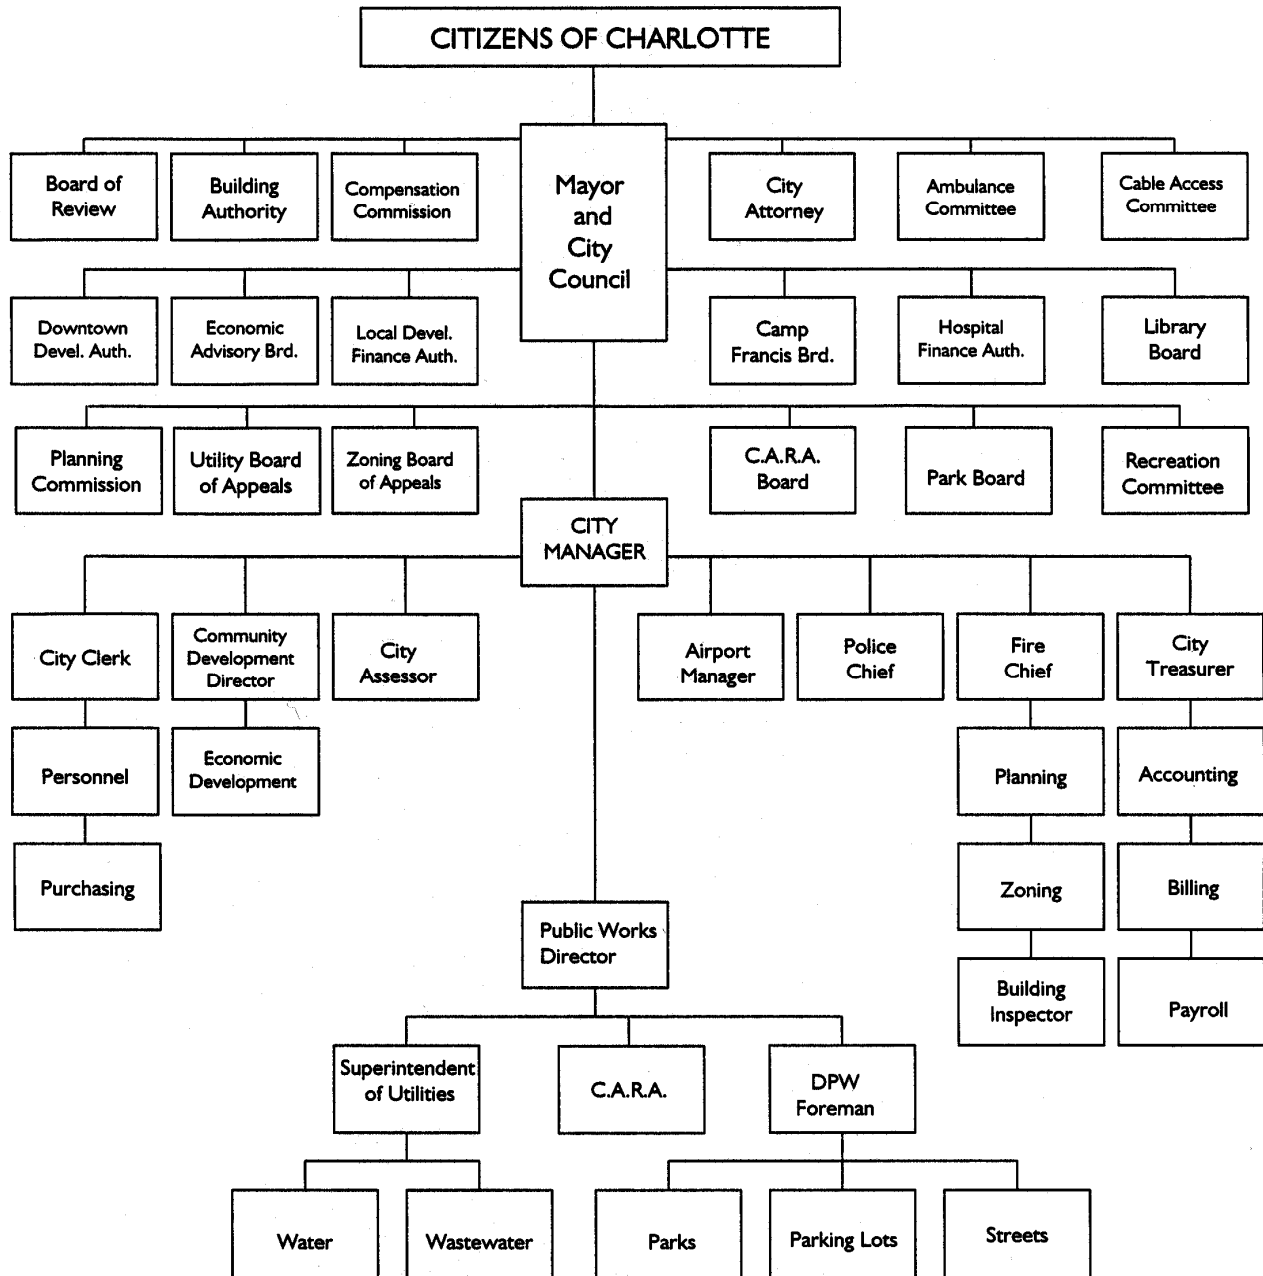 CITIZENS OF CHARLOTTE
Mayor
and
City
Council
Board of
Review
Building
Authority
Compensation
Commission
City
Attorney
Ambulance
Committee
Cable Access
Committee
Downtown
Devel. Auth.
Economic
Advisory Brd.
Local Devel.
Finance Auth.
Camp
Francis Brd.
Hospital
Finance Auth.
Library
Board
Planning
Commission
Utility Board
of Appeals
Zoning Board
of Appeals
C.A.R.A.
Board
Park Board
Recreation
Committee
CITY
MANAGER
City Clerk
Community
Development
Director
City
Assessor
Airport
Manager
Police
Chief
Fire
Chief
City
Treasurer
Personnel
Economic
Development
Planning
Accounting
Purchasing
Zoning
Billing
Public Works
Director
Building
Inspector
Payroll
Superintendent
of Utilities
C.A.R.A.
DPW
Foreman
Water
Wastewater
Parks
Parking Lots
Streets